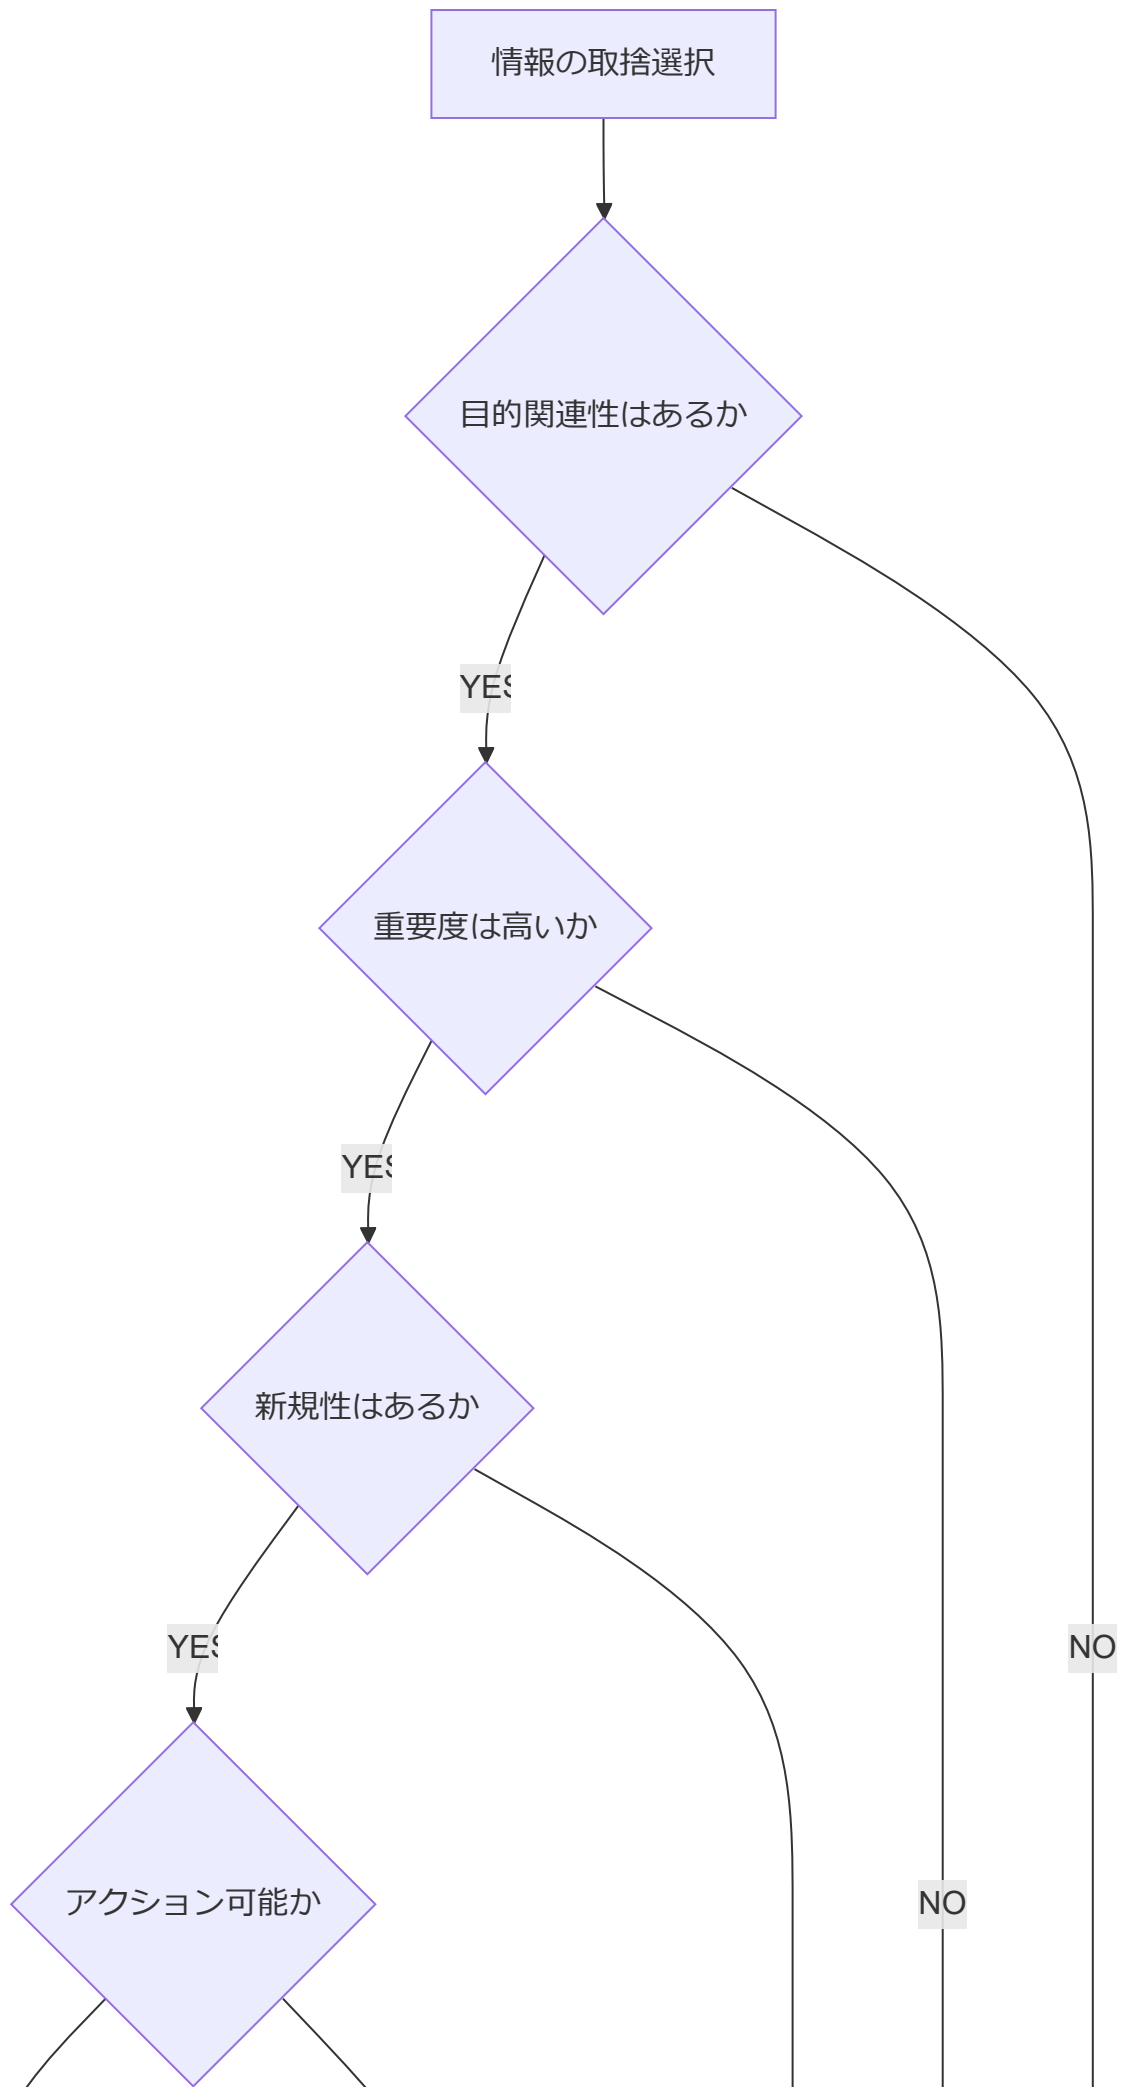 情報の取捨選択
目的関連性はあるか
YES
重要度は高いか
YES
新規性はあるか
YES
NO
アクション可能か
NO